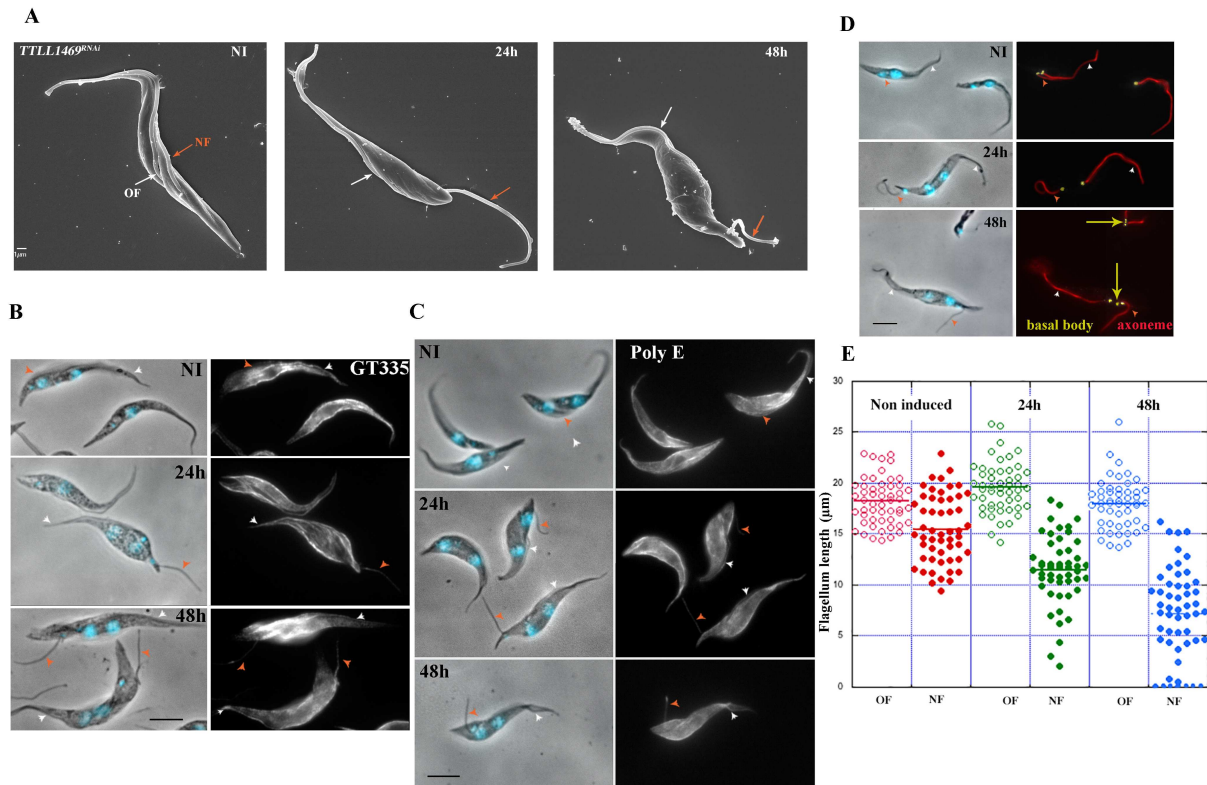 A
TTLL1469RNAi NI
24h
48h
NF
OF
1µm
B
NI
GT335
24h
48h
C
NI
Poly E
24h
48h
D
NI
24h
48h
basal body
axoneme
E
Non induced
24h
48h
Flagellum length (µm)
30
25
20
15
10
5
0
OF NF OF NF OF NF